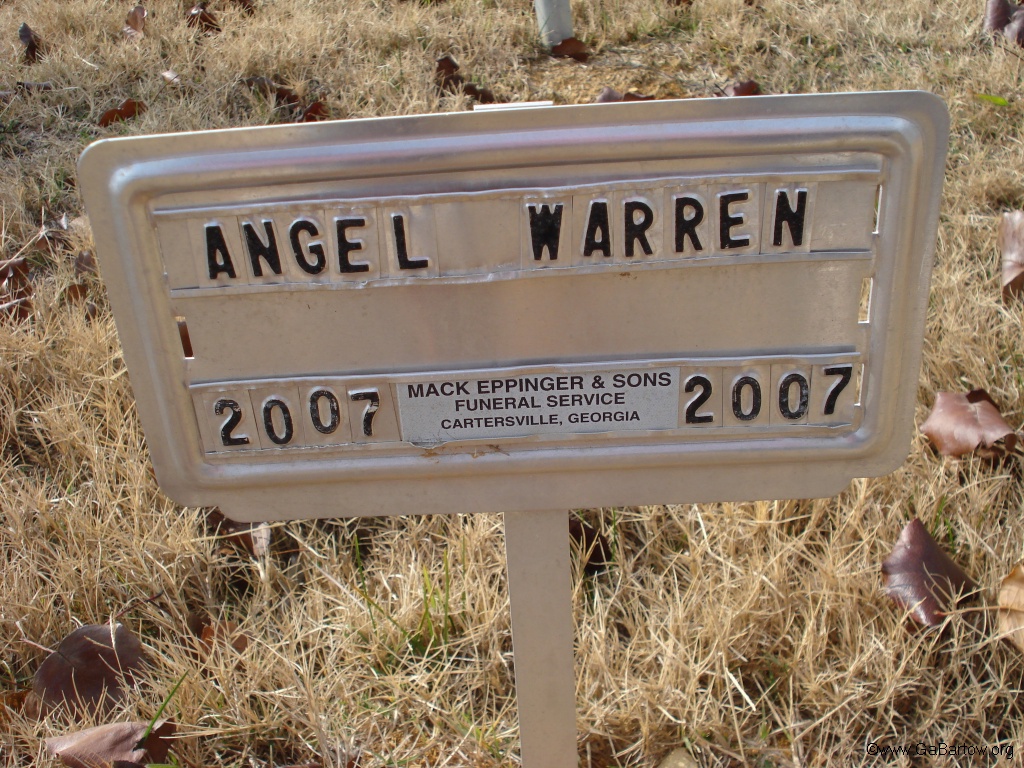 ANGEL WARREN
2007 MACK EPPINGER & SONS 2007
FUNERAL SERVICE
CARTERSVILLE, GEORGIA
©www.GaBartow.org